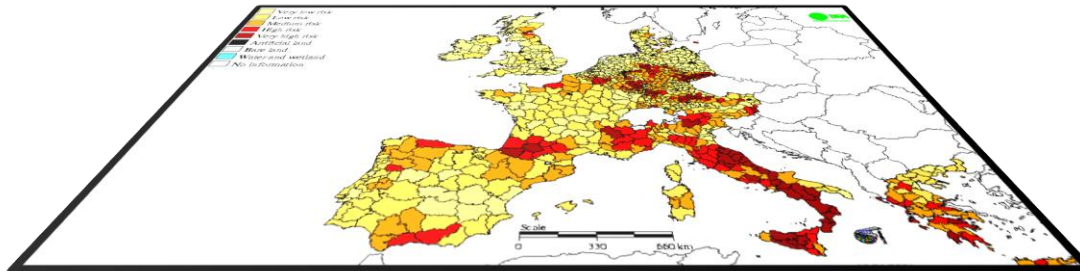 Very low risk
Low risk
Medium risk
High risk
Very high risk
Artificial land
Bare land
Water and wetland
No information
Scale
0 330 660 km